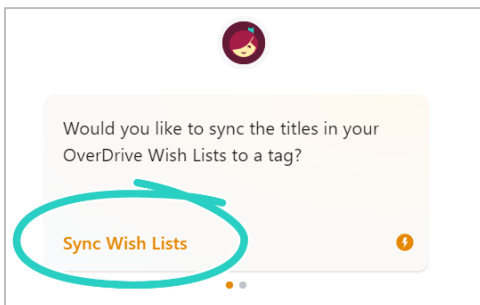 Would you like to sync the titles in your
OverDrive Wish Lists to a tag?
Sync Wish Lists